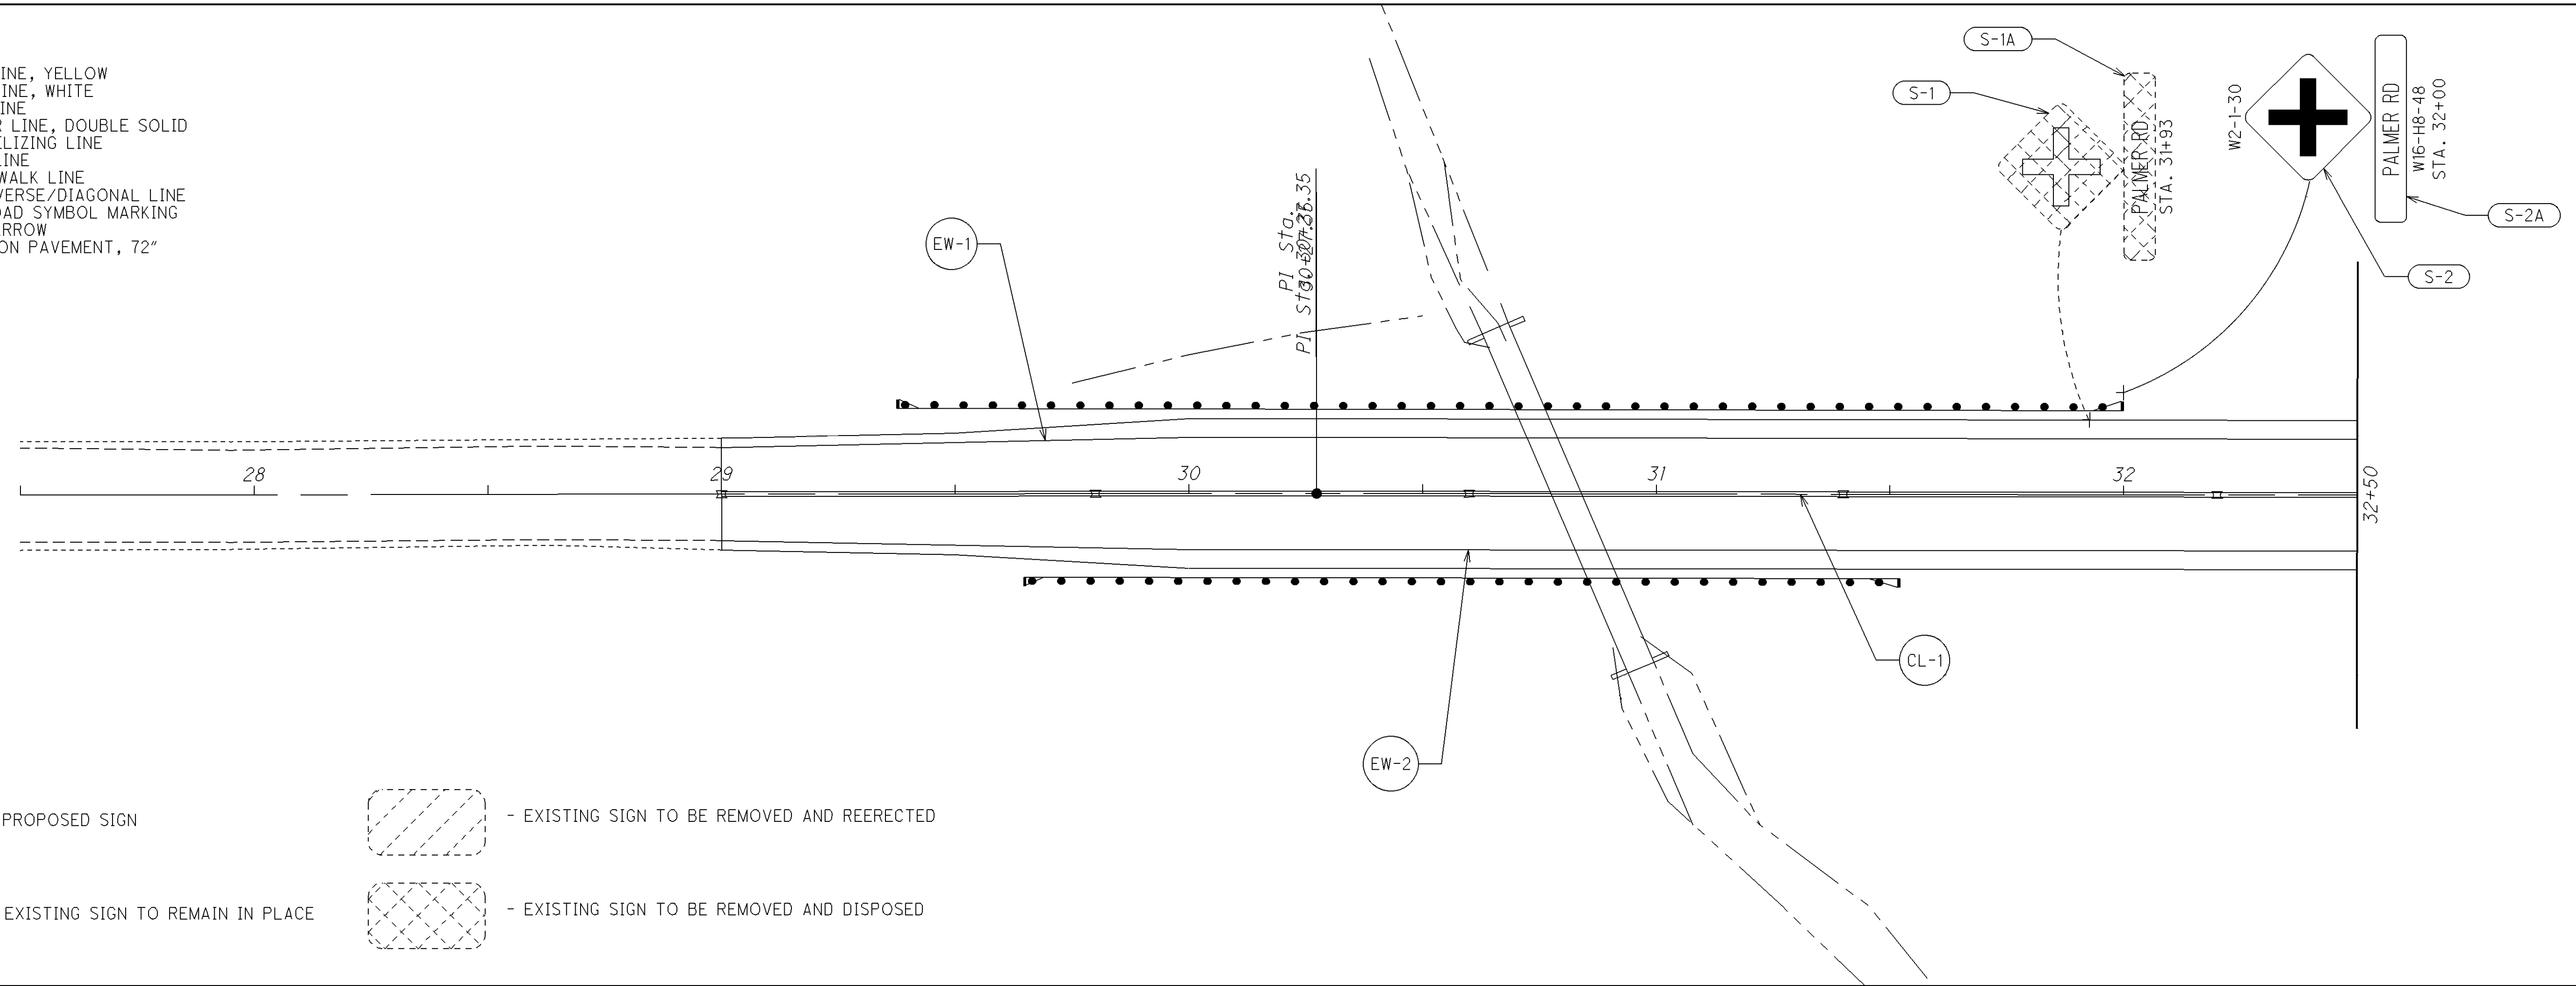 INE, YELLOW
INE, WHITE
INE
R LINE, DOUBLE SOLID
ELIZING LINE
LINE
WALK LINE
VERSE/DIAGONAL LINE
OAD SYMBOL MARKING
ARROW
ON PAVEMENT, 72"
S-1A
S-1
PALMER RD
STA. 31+93
W2-1-30
PALMER RD
W16-H8-48
STA. 32+00
S-2A
S-2
EW-1
PI Sta.
PI Sta.
28
29
30
31
32
32+50
CL-1
EW-2
PROPOSED SIGN
- EXISTING SIGN TO BE REMOVED AND REERECTED
EXISTING SIGN TO REMAIN IN PLACE
- EXISTING SIGN TO BE REMOVED AND DISPOSED